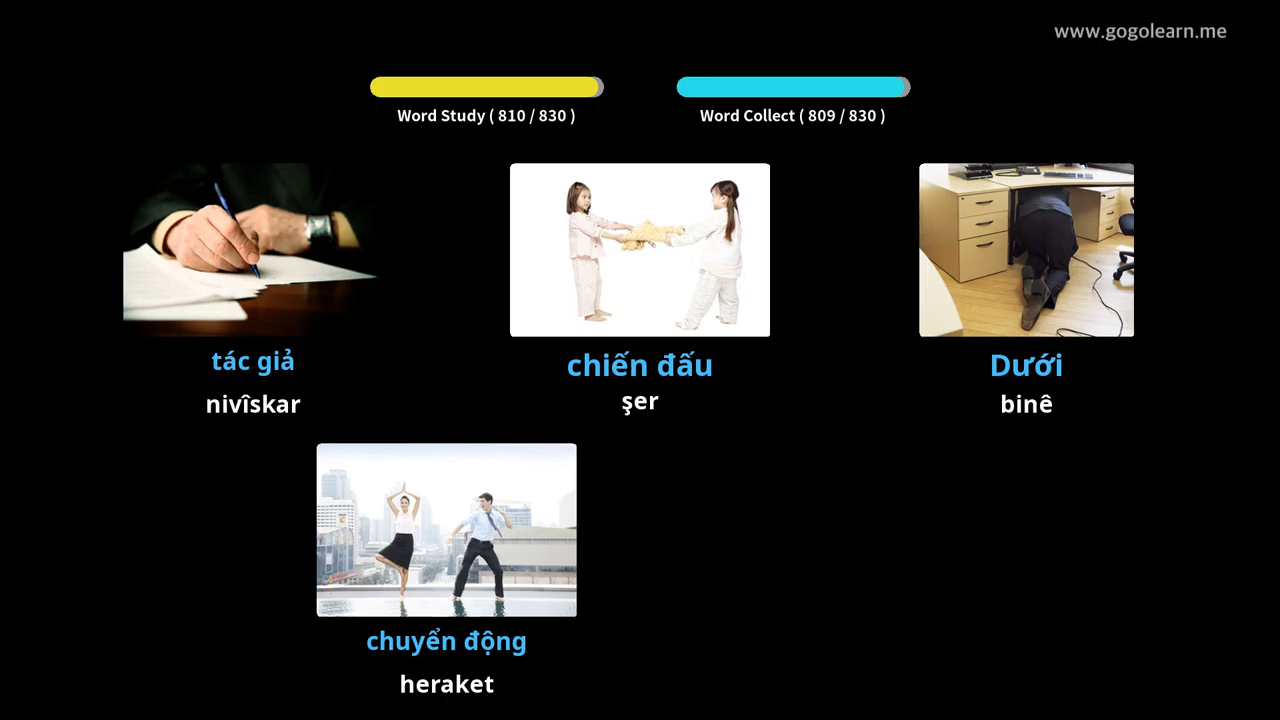 www.gogolearn.me
Word Study ( 810 / 830 )
Word Collect ( 809 / 830 )
tác giả
nivîskar
chiến đấu
şer
Dưới
binê
chuyển động
heraket